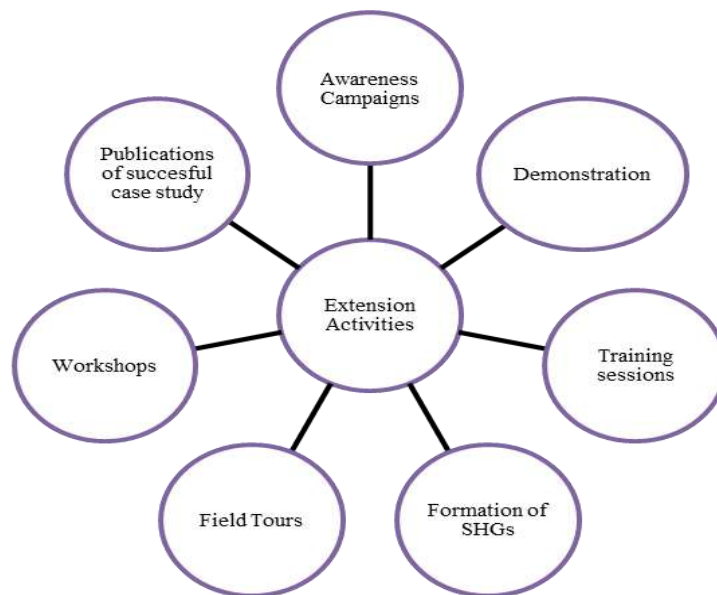 Awareness
Campaigns
Publications
of succesful
case study
Demonstration
Extension
Activities
Workshops
Training
sessions
Field Tours
Formation of
SHGs